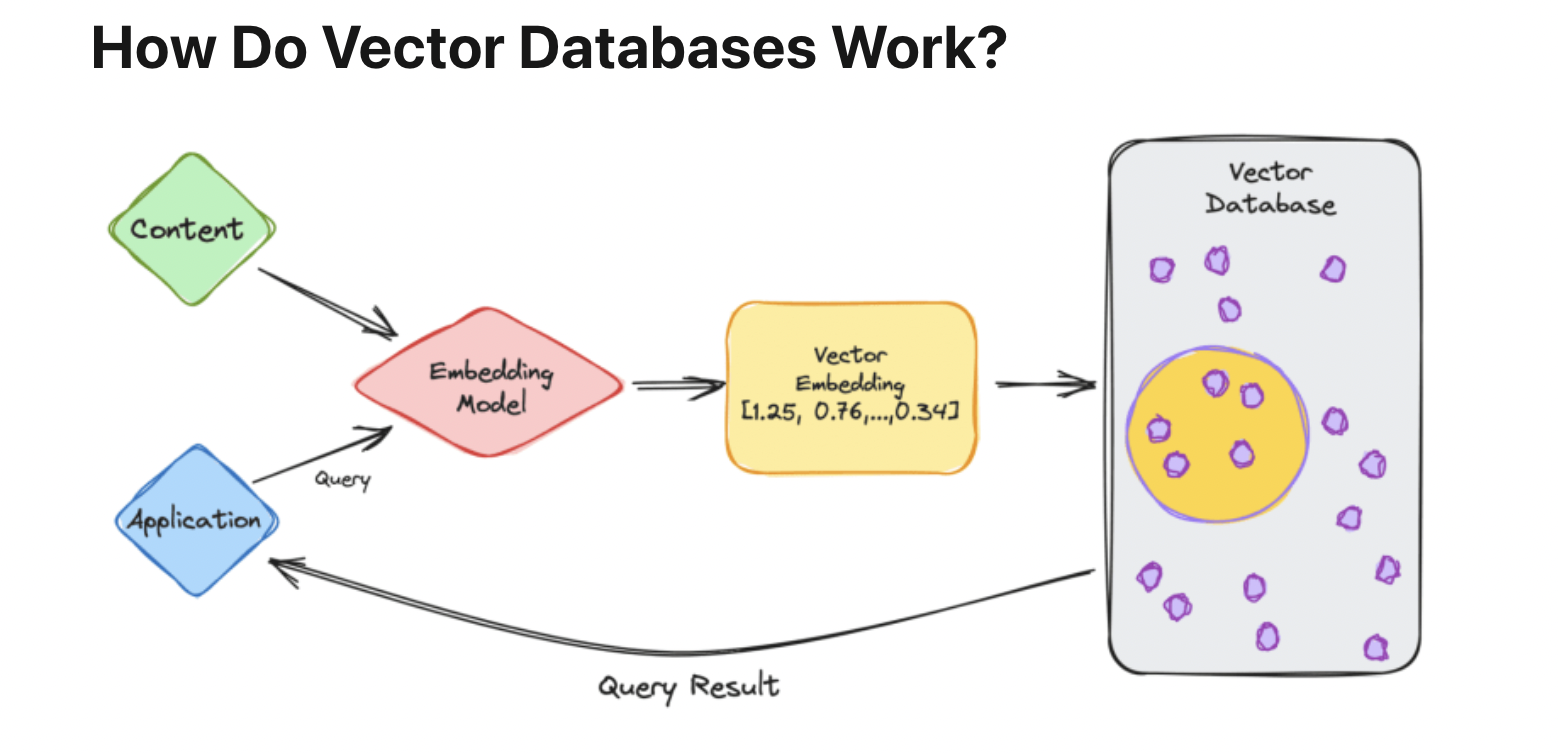 How Do Vector Databases Work?
Content
Embedding
Model
Vector
Embedding
[1.25, 0.76,...,0.34]
Vector
Database
Application
Query
Query Result